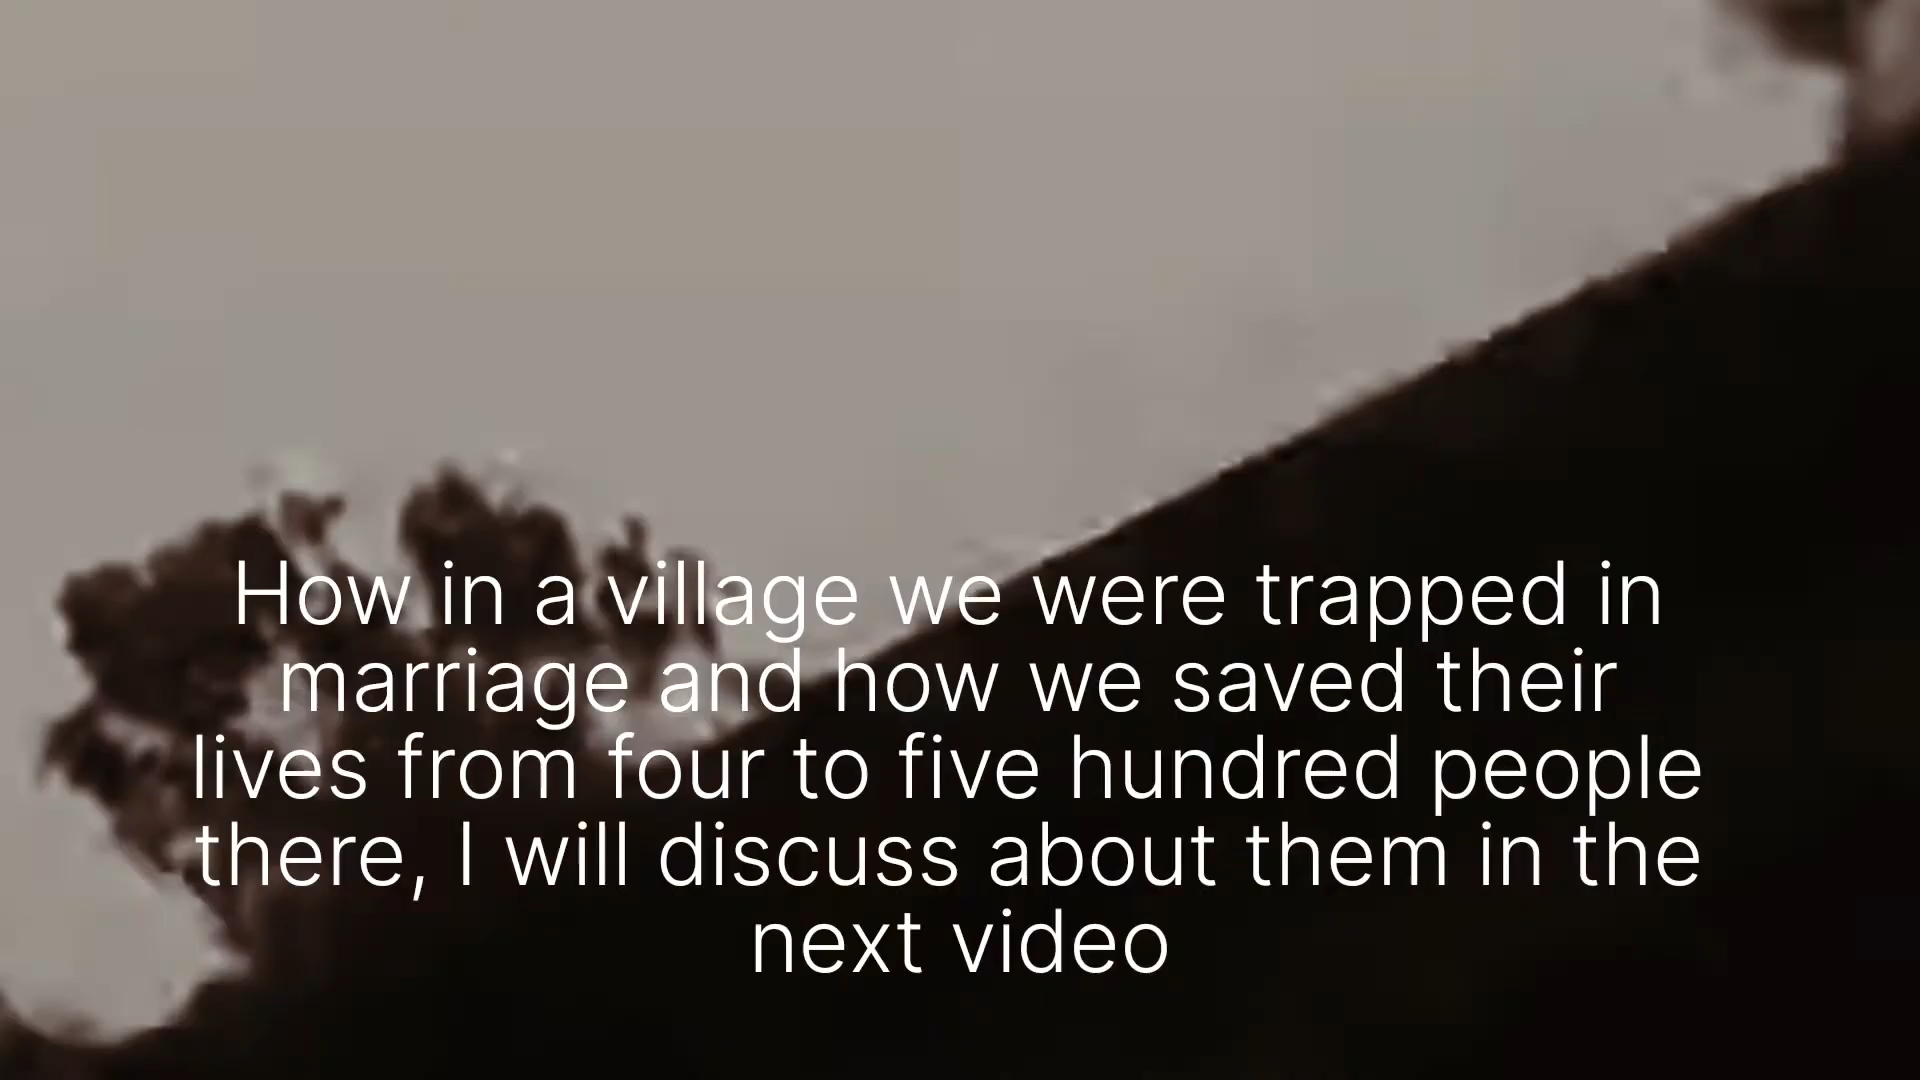 How in a village we were trapped in
marriage and how we saved their
lives from four to five hundred people
there, I will discuss about them in the
next video